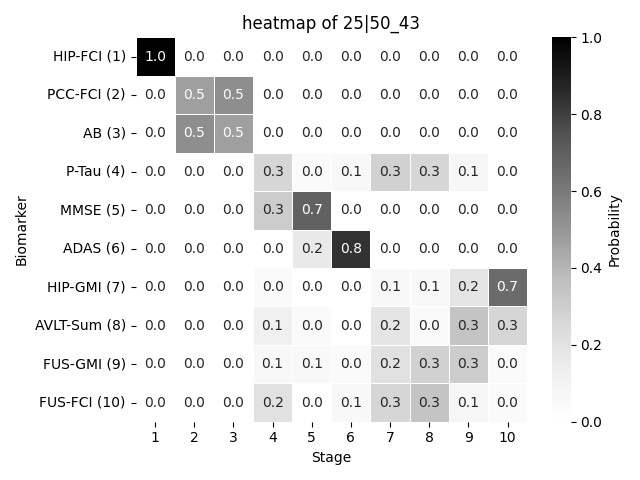 heatmap of 25|50_43
HIP-FCI (1) 1.0 0.0 0.0 0.0 0.0 0.0 0.0 0.0 0.0 0.0
PCC-FCI (2) 0.0 0.5 0.5 0.0 0.0 0.0 0.0 0.0 0.0 0.0
AB (3) 0.0 0.5 0.5 0.0 0.0 0.0 0.0 0.0 0.0 0.0
P-Tau (4) 0.0 0.0 0.0 0.3 0.0 0.1 0.3 0.3 0.1 0.0
MMSE (5) 0.0 0.0 0.0 0.3 0.7 0.0 0.0 0.0 0.0 0.0
ADAS (6) 0.0 0.0 0.0 0.0 0.2 0.8 0.0 0.0 0.0 0.0
HIP-GMI (7) 0.0 0.0 0.0 0.0 0.0 0.0 0.1 0.1 0.2 0.7
AVLT-Sum (8) 0.0 0.0 0.0 0.1 0.0 0.0 0.2 0.0 0.3 0.3
FUS-GMI (9) 0.0 0.0 0.0 0.1 0.1 0.0 0.2 0.3 0.3 0.0
FUS-FCI (10) 0.0 0.0 0.0 0.2 0.0 0.1 0.3 0.3 0.1 0.0
1 2 3 4 5 6 7 8 9 10
Stage
Biomarker
1.0
0.8
0.6
0.4
0.2
0.0
Probability